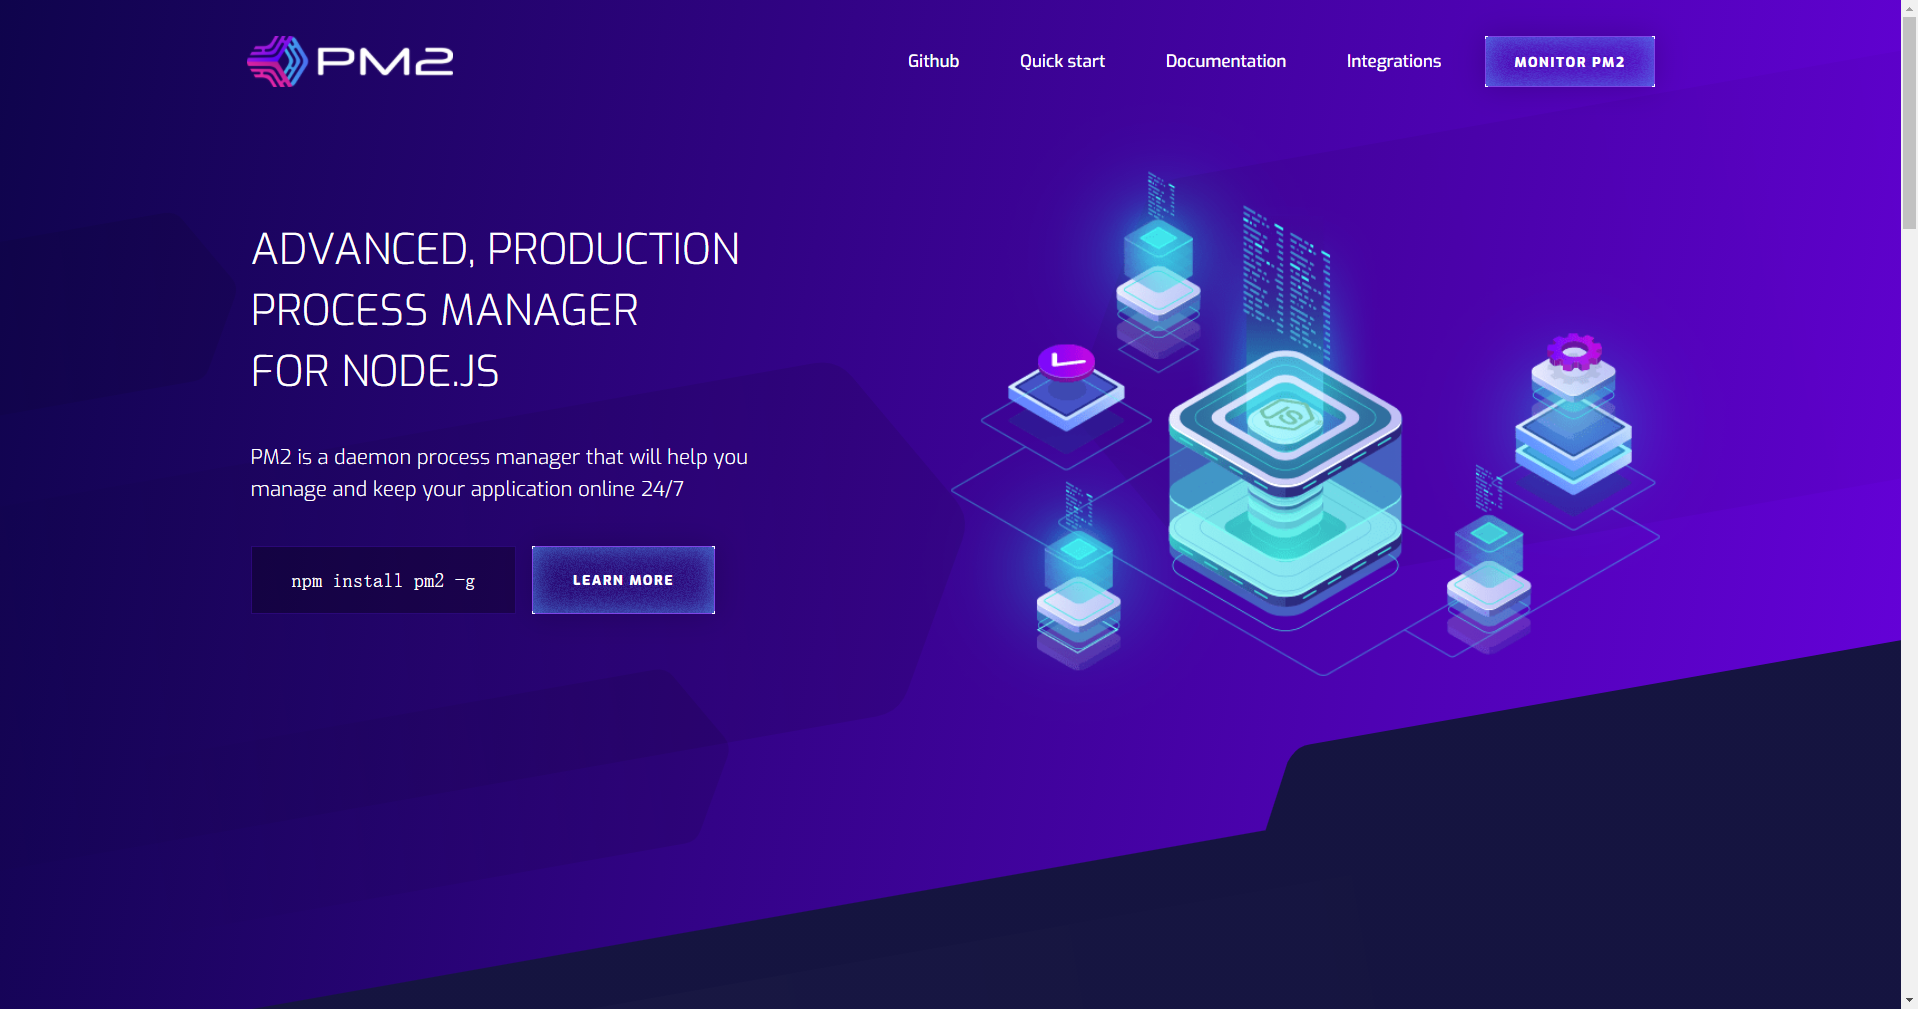 PM2
Github
Quick start
Documentation
Integrations
MONITOR PM2
ADVANCED, PRODUCTION
PROCESS MANAGER
FOR NODE.JS
PM2 is a daemon process manager that will help you
manage and keep your application online 24/7
npm install pm2 -g
LEARN MORE
JS